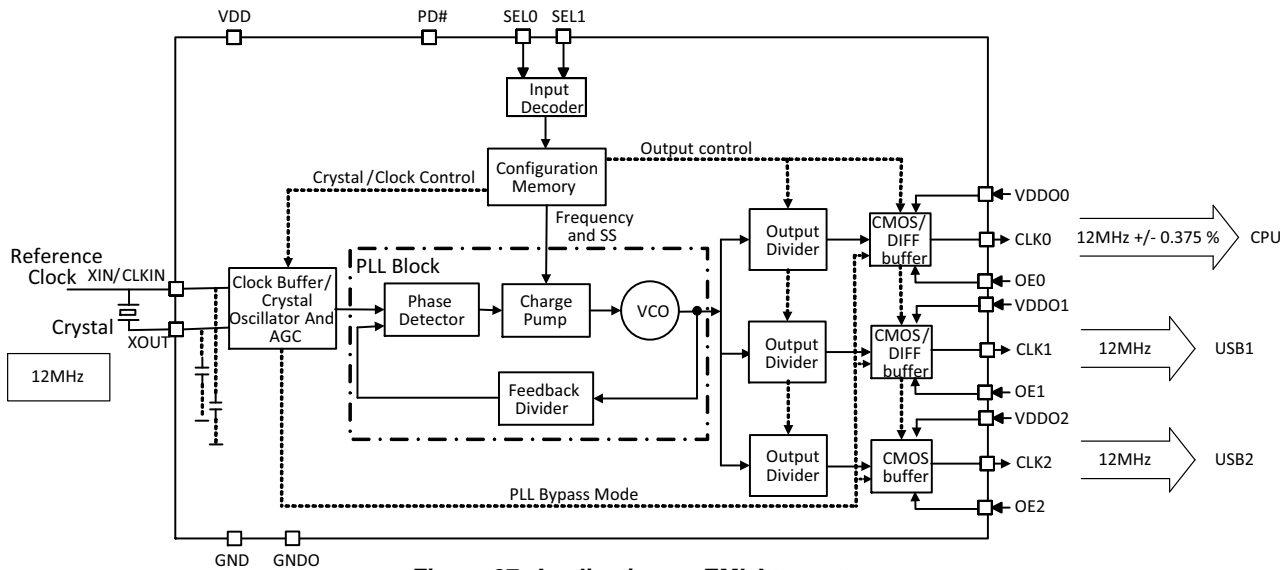 VDD
PD#
SEL0
SEL1
Input
Decoder
Output control
Configuration
Memory
Crystal /Clock Control
Frequency
and SS
VDDO0
Output
Divider
CMOS/
DIFF
buffer
CLK0
12MHz +/- 0.375 %
CPU
Reference
Clock
XIN/CLKIN
Crystal
XOUT
12MHz
Clock Buffer/
Crystal
Oscillator And
AGC
PLL Block
Phase
Detector
Charge
Pump
VCO
OE0
VDDO1
Output
Divider
CMOS/
DIFF
buffer
CLK1
12MHz
USB1
Feedback
Divider
OE1
VDDO2
Output
Divider
CMOS
buffer
CLK2
12MHz
USB2
PLL Bypass Mode
OE2
GND
GNDO